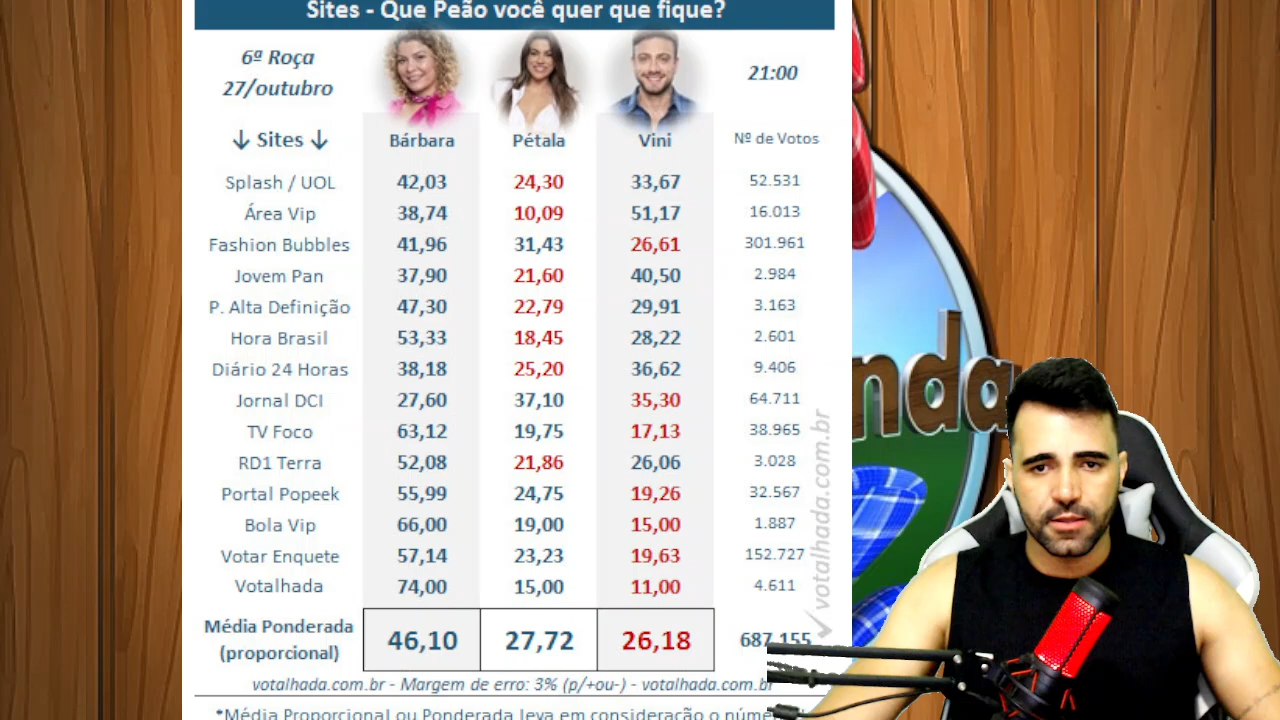 Sites - Que Peão você quer que fique?
6ª Roça
27/outubro
21:00
↓ Sites ↓ Bárbara Pétala Vini Nº de Votos
Splash / UOL 42,03 24,30 33,67 52.531
Área Vip 38,74 10,09 51,17 16.013
Fashion Bubbles 41,96 31,43 26,61 301.961
Jovem Pan 37,90 21,60 40,50 2.984
P. Alta Definição 47,30 22,79 29,91 3.163
Hora Brasil 53,33 18,45 28,22 2.601
Diário 24 Horas 38,18 25,20 36,62 9.406
Jornal DCI 27,60 37,10 35,30 64.711
TV Foco 63,12 19,75 17,13 38.965
RD1 Terra 52,08 21,86 26,06 3.028
Portal Popeek 55,99 24,75 19,26 32.567
Bola Vip 66,00 19,00 15,00 1.887
Votar Enquete 57,14 23,23 19,63 152.727
Votalhada 74,00 15,00 11,00 4.611
Média Ponderada
(proporcional) 46,10 27,72 26,18 687.155
votalhada.com.br - Margem de erro: 3% (p/+ou-) - votalhada.com.br
*Média Proporcional ou Ponderada leva em consideração o
votalhada.com.br
nda